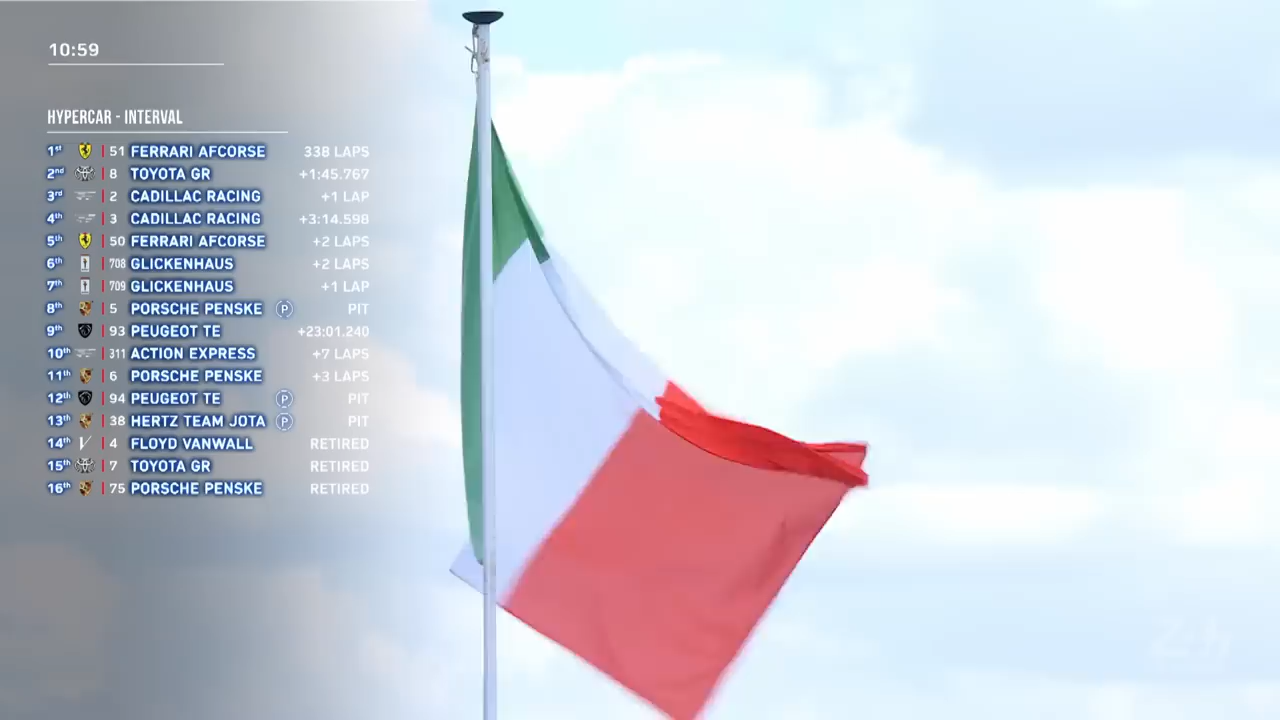 10:59
HYPERCAR - INTERVAL
1st 51 FERRARI AFCORSE 338 LAPS
2nd 8 TOYOTA GR +1:45.767
3rd 2 CADILLAC RACING +1 LAP
4th 3 CADILLAC RACING +3:14.598
5th 50 FERRARI AFCORSE +2 LAPS
6th 708 GLICKENHAUS +2 LAPS
7th 709 GLICKENHAUS +1 LAP
8th 5 PORSCHE PENSKE P PIT
9th 93 PEUGEOT TE +23:01.240
10th 311 ACTION EXPRESS +7 LAPS
11th 6 PORSCHE PENSKE +3 LAPS
12th 94 PEUGEOT TE P PIT
13th 38 HERTZ TEAM JOTA P PIT
14th 4 FLOYD VANWALL RETIRED
15th 7 TOYOTA GR RETIRED
16th 75 PORSCHE PENSKE RETIRED
24h